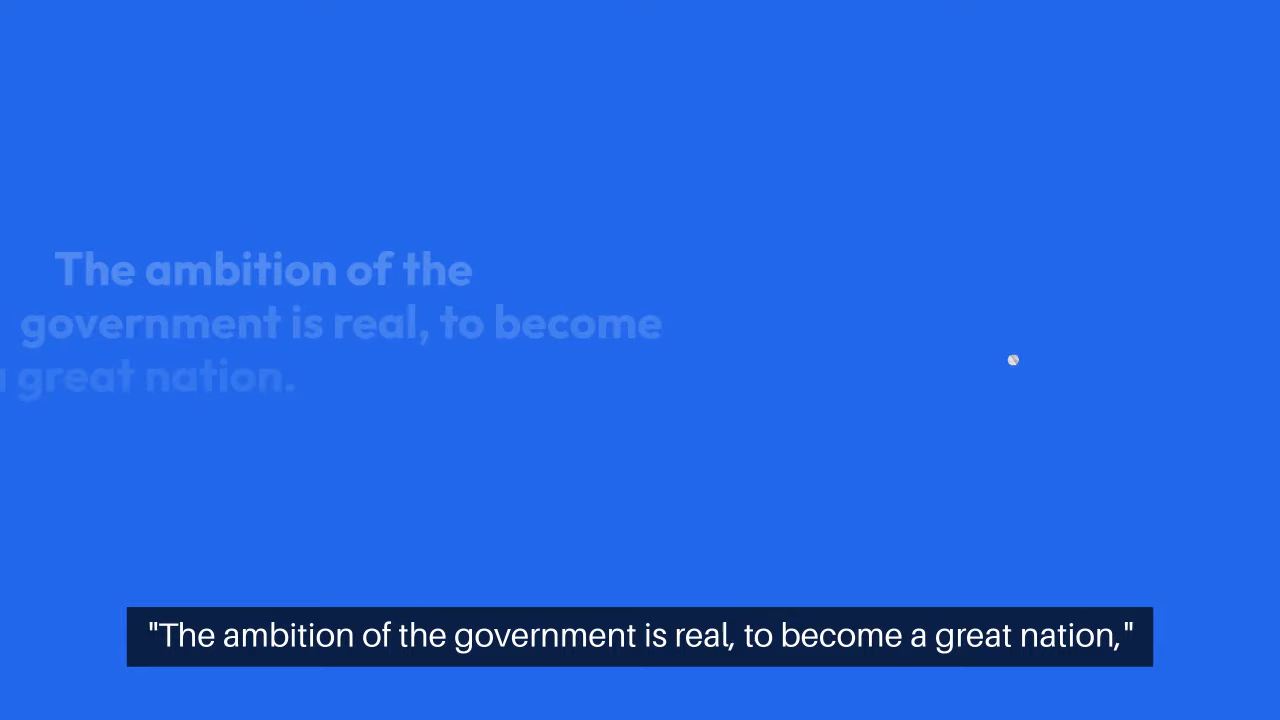 The ambition of the
government is real, to become
a great nation.
"The ambition of the government is real, to become a great nation,"